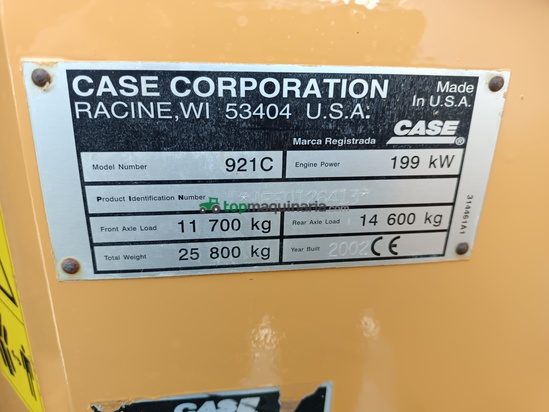 CASE CORPORATION
RACINE, WI 53404 U.S.A.
Made
In U.S.A.
Marca Registrada
CASE®
Model Number 921C
Engine Power 199 kW
Product Identification Number
topmaquinaria.com
Front Axle Load 11 700 kg
Rear Axle Load 14 600 kg
Total Weight 25 800 kg
Year Built 2002 CE
314461A1
CASE